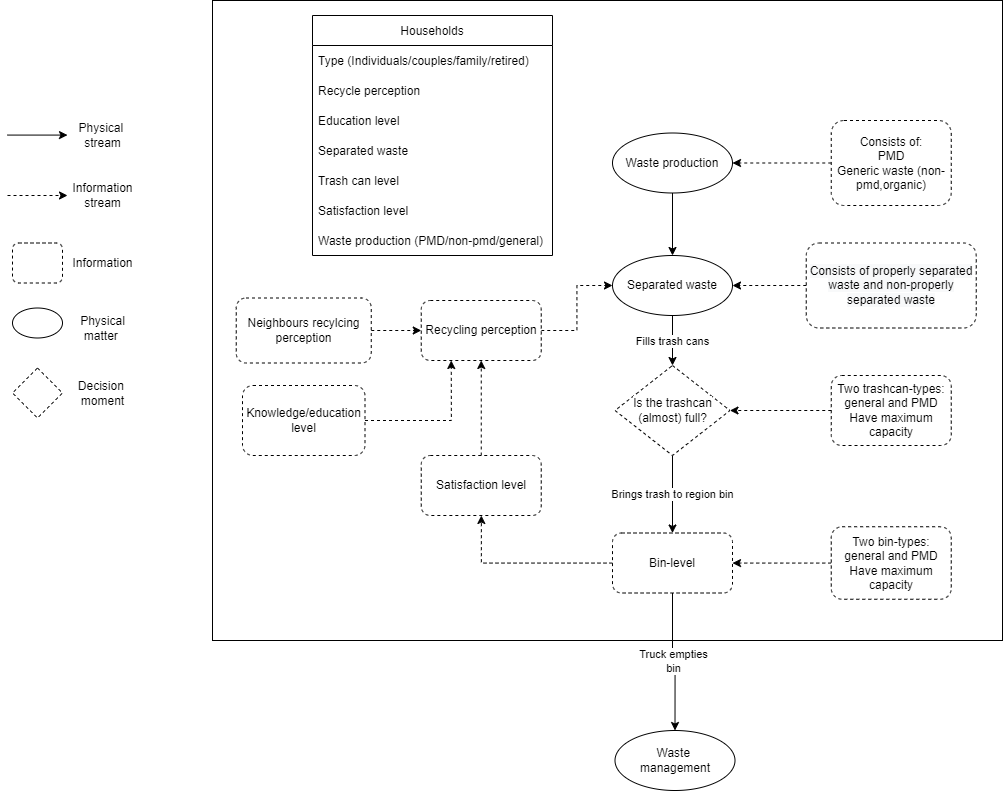 Physical
stream
Information
stream
Information
Physical
matter
Decision
moment
Households
Type (Individuals/couples/family/retired)
Recycle perception
Education level
Separated waste
Trash can level
Satisfaction level
Waste production (PMD/non-pmd/general)
Waste production
Consists of:
PMD
Generic waste (non-
pmd,organic)
Separated waste
Consists of properly separated
waste and non-properly
separated waste
Neighbours recylcing
perception
Recycling perception
Fills trash cans
Knowledge/education
level
Is the trashcan
(almost) full?
Two trashcan-types:
general and PMD
Have maximum
capacity
Satisfaction level
Brings trash to region bin
Bin-level
Two bin-types:
general and PMD
Have maximum
capacity
Truck empties
bin
Waste
management